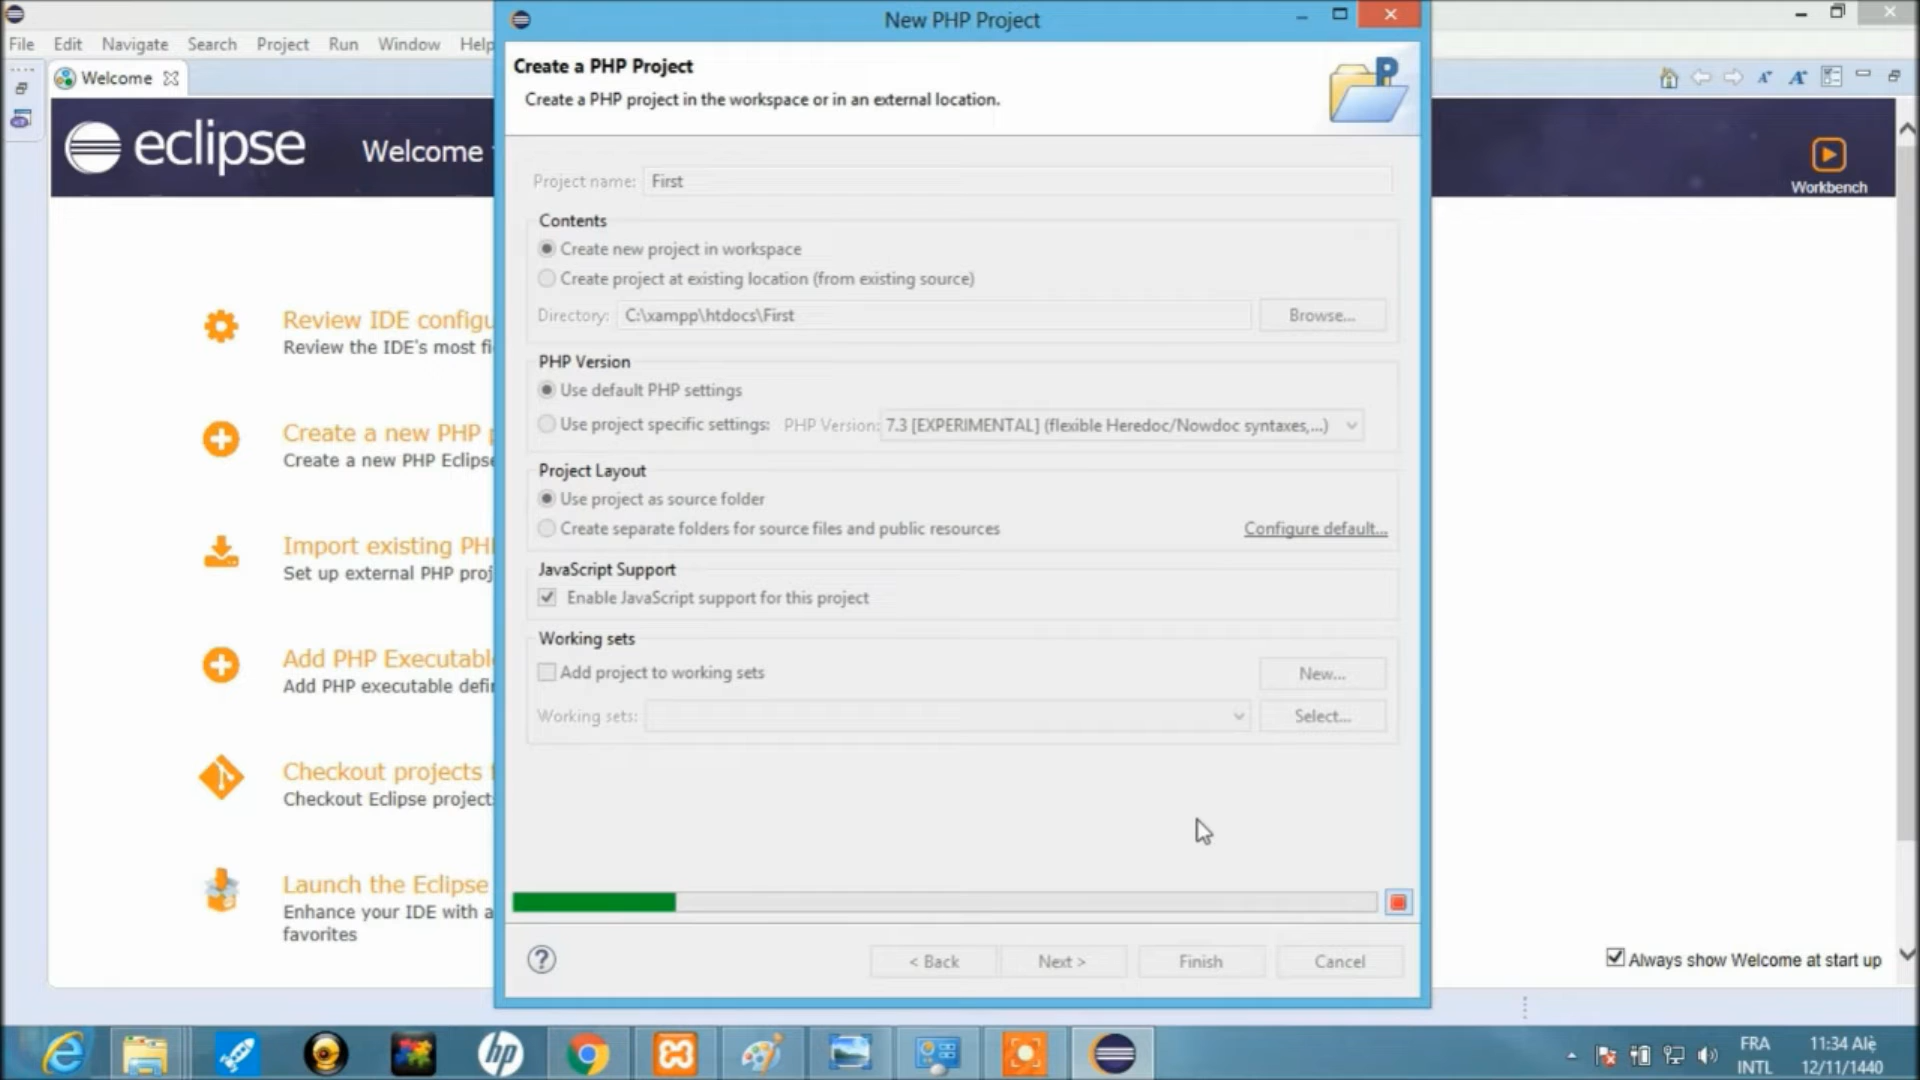 New PHP Project
File Edit Navigate Search Project Run Window Help
Welcome
Create a PHP Project
Create a PHP project in the workspace or in an external location.
eclipse
Welcome
Workbench
Project name: First
Contents
Create new project in workspace
Create project at existing location (from existing source)
Directory: C:\xampp\htdocs\First Browse...
PHP Version
Use default PHP settings
Use project specific settings: PHP Version: 7.3 [EXPERIMENTAL] (flexible Heredoc/Nowdoc syntaxes,...)
Project Layout
Use project as source folder
Create separate folders for source files and public resources Configure default...
JavaScript Support
Enable JavaScript support for this project
Working sets
Add project to working sets New...
Working sets: Select...
< Back Next > Finish Cancel
Review IDE configu
Review the IDE's most fi
Create a new PHP
Create a new PHP Eclipse
Import existing PH
Set up external PHP proj
Add PHP Executabl
Add PHP executable defi
Checkout projects
Checkout Eclipse project
Launch the Eclipse
Enhance your IDE with a
favorites
Always show Welcome at start up
hp
FRA
INTL
11:34 Alè
12/11/1440